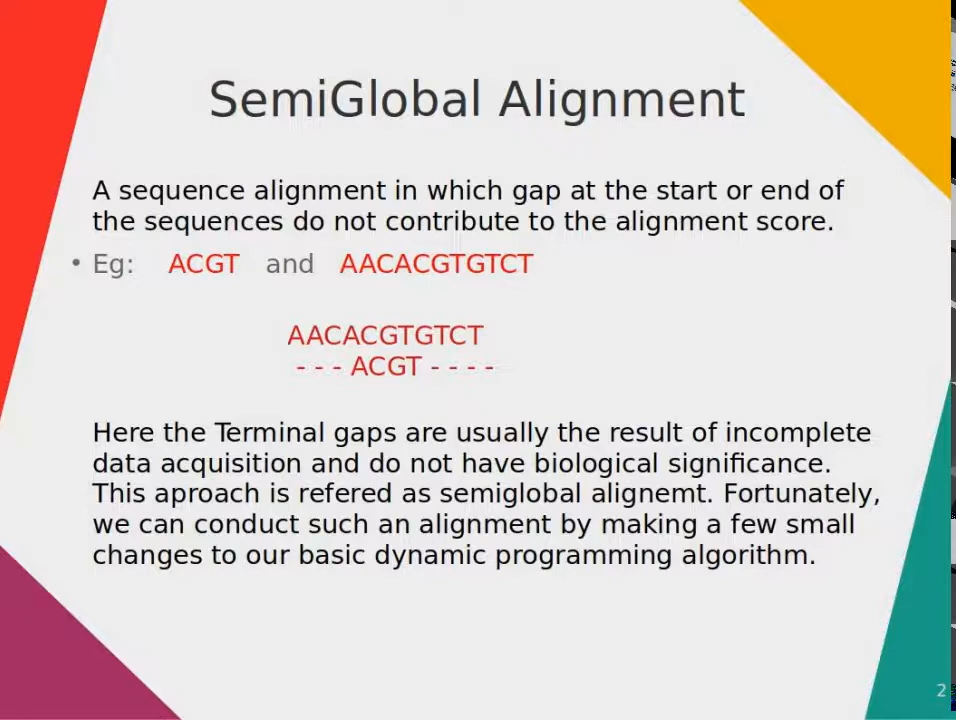 SemiGlobal Alignment
A sequence alignment in which gap at the start or end of
the sequences do not contribute to the alignment score.
• Eg: ACGT and AACACGTGTCT
AACACGTGTCT
- - - ACGT - - - -
Here the Terminal gaps are usually the result of incomplete
data acquisition and do not have biological significance.
This aproach is refered as semiglobal alignemt. Fortunately,
we can conduct such an alignment by making a few small
changes to our basic dynamic programming algorithm.
2